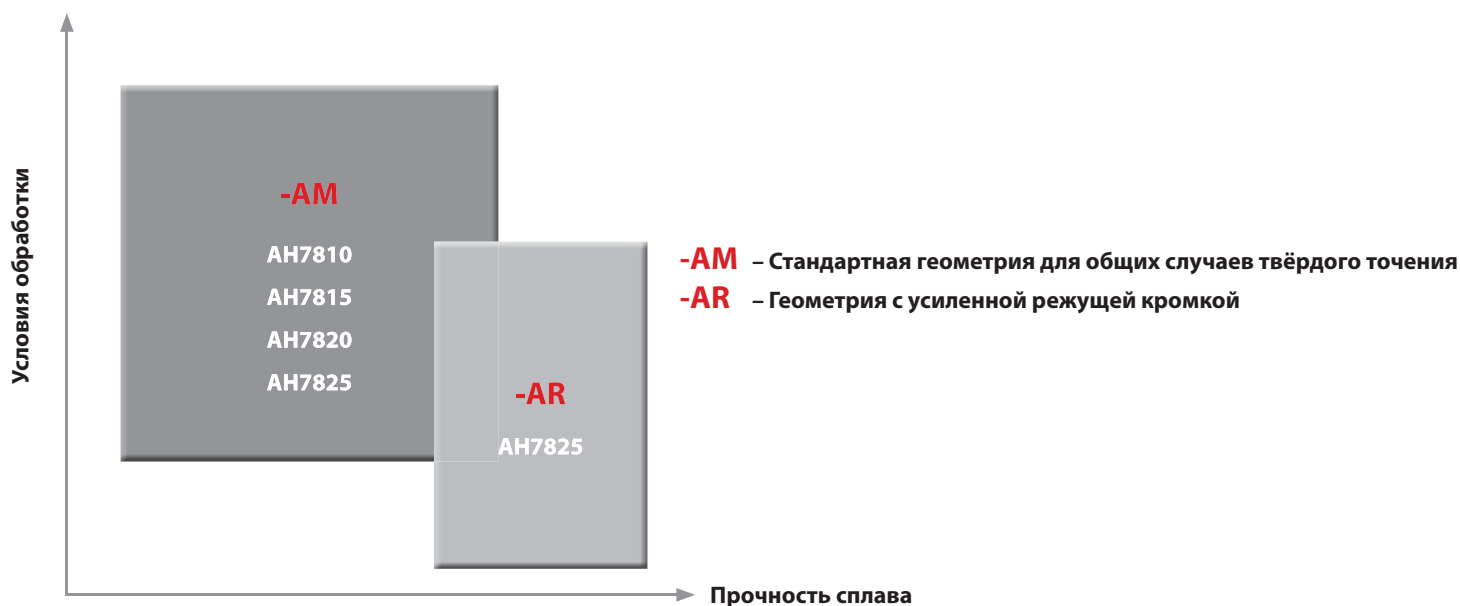 Условия обработки
-AM
AH7810
AH7815
AH7820
AH7825
-AR
AH7825
-AM – Стандартная геометрия для общих случаев твёрдого точения
-AR – Геометрия с усиленной режущей кромкой
Прочность сплава